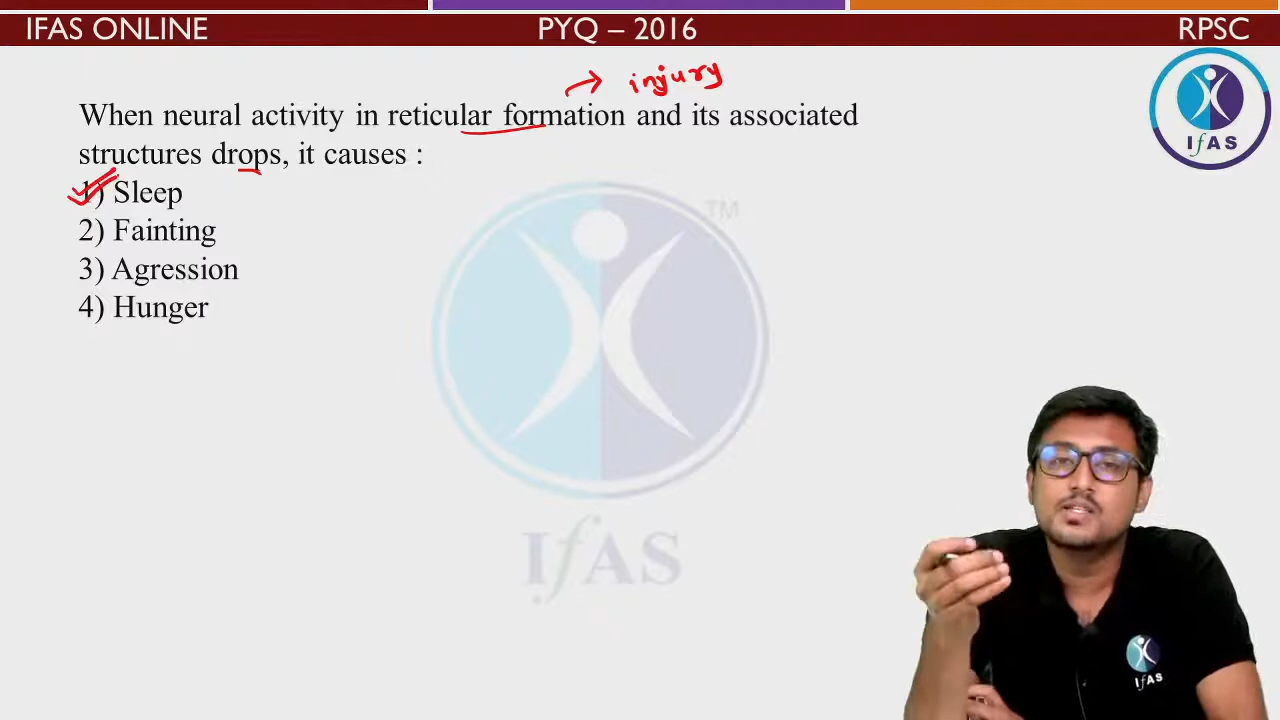 IFAS ONLINE PYQ – 2016 RPSC
injury
When neural activity in reticular formation and its associated
structures drops, it causes :
1) Sleep
2) Fainting
3) Agression
4) Hunger
IfAS
TM
IfAS
IfAS